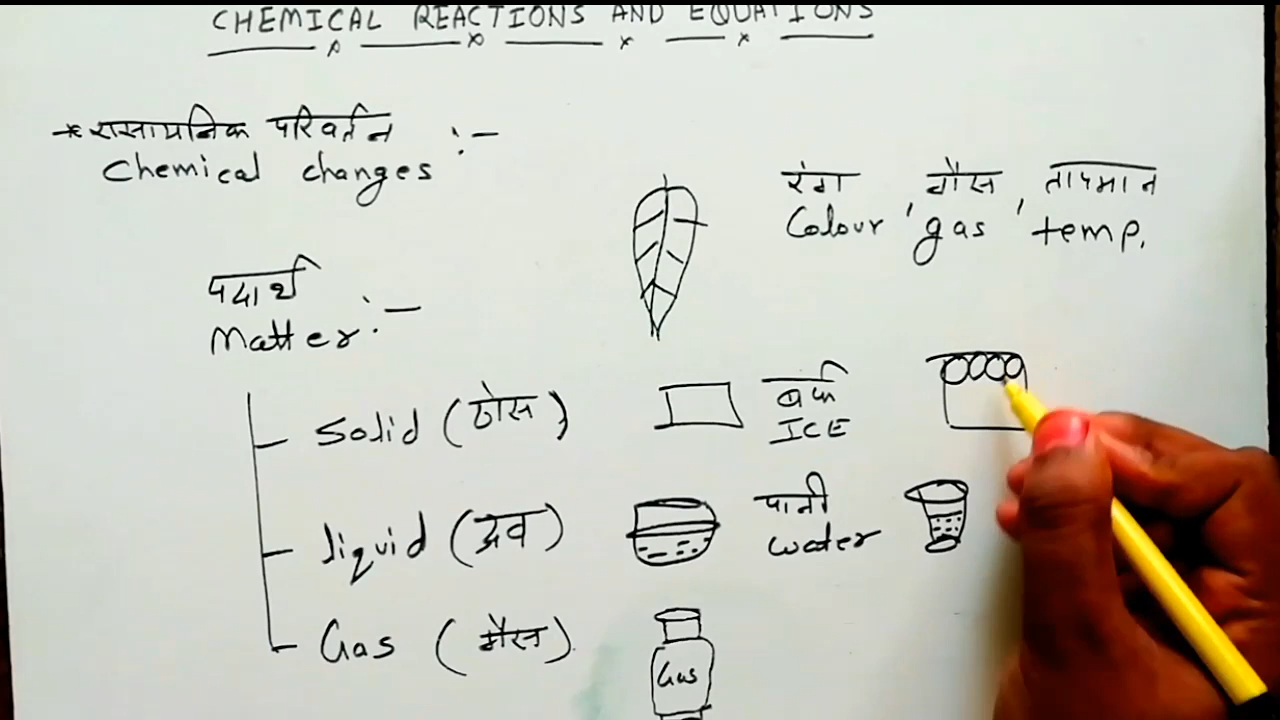 CHEMICAL REACTIONS AND EQUATIONS
* रासायनिक परिवर्तन :-
Chemical changes
रंग , गैस , तापमान
Colour gas temp.
पदार्थ :-
Matter
Solid (ठोस)
बर्फ
ICE
liquid (द्रव)
पानी
water
Gas (गैस)
Gas